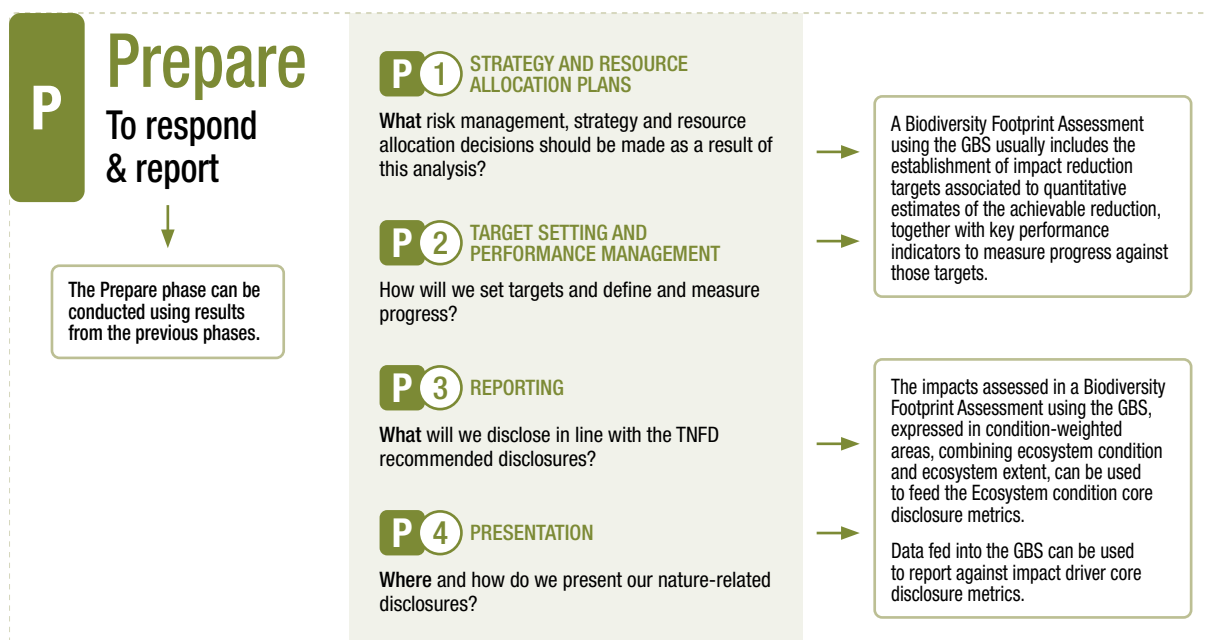 P
Prepare
To respond
& report
The Prepare phase can be
conducted using results
from the previous phases.
P 1 STRATEGY AND RESOURCE
ALLOCATION PLANS
What risk management, strategy and resource
allocation decisions should be made as a result of
this analysis?
P 2 TARGET SETTING AND
PERFORMANCE MANAGEMENT
How will we set targets and define and measure
progress?
P 3 REPORTING
What will we disclose in line with the TNFD
recommended disclosures?
P 4 PRESENTATION
Where and how do we present our nature-related
disclosures?
A Biodiversity Footprint Assessment
using the GBS usually includes the
establishment of impact reduction
targets associated to quantitative
estimates of the achievable reduction,
together with key performance
indicators to measure progress against
those targets.
The impacts assessed in a Biodiversity
Footprint Assessment using the GBS,
expressed in condition-weighted
areas, combining ecosystem condition
and ecosystem extent, can be used
to feed the Ecosystem condition core
disclosure metrics.
Data fed into the GBS can be used
to report against impact driver core
disclosure metrics.